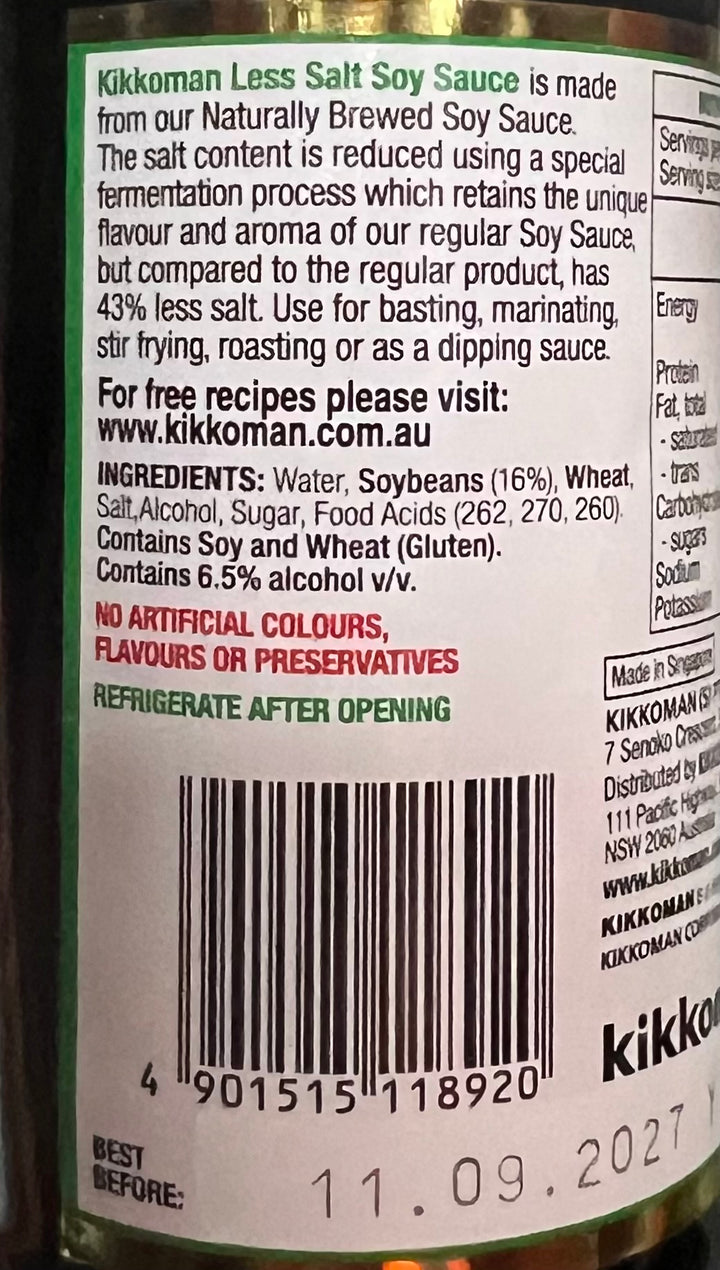 Kikkoman Less Salt Soy Sauce is made
from our Naturally Brewed Soy Sauce.
The salt content is reduced using a special
fermentation process which retains the unique
flavour and aroma of our regular Soy Sauce,
but compared to the regular product, has
43% less salt. Use for basting, marinating,
stir frying, roasting or as a dipping sauce.
For free recipes please visit:
www.kikkoman.com.au
INGREDIENTS: Water, Soybeans (16%), Wheat,
Salt, Alcohol, Sugar, Food Acids (262, 270, 260).
Contains Soy and Wheat (Gluten).
Contains 6.5% alcohol v/v.
NO ARTIFICIAL COLOURS,
FLAVOURS OR PRESERVATIVES
REFRIGERATE AFTER OPENING
4 901515 118920
BEST
BEFORE:
11.09.2027
Servings
Serving
Energy
Protein
Fat, total
- trans
- sugars
Sodium
Made in
KIKKOMAN
7 Senoko
Distributed by
111 Pacific
NSW 2060
KIKKOMAN
KIKKOMAN